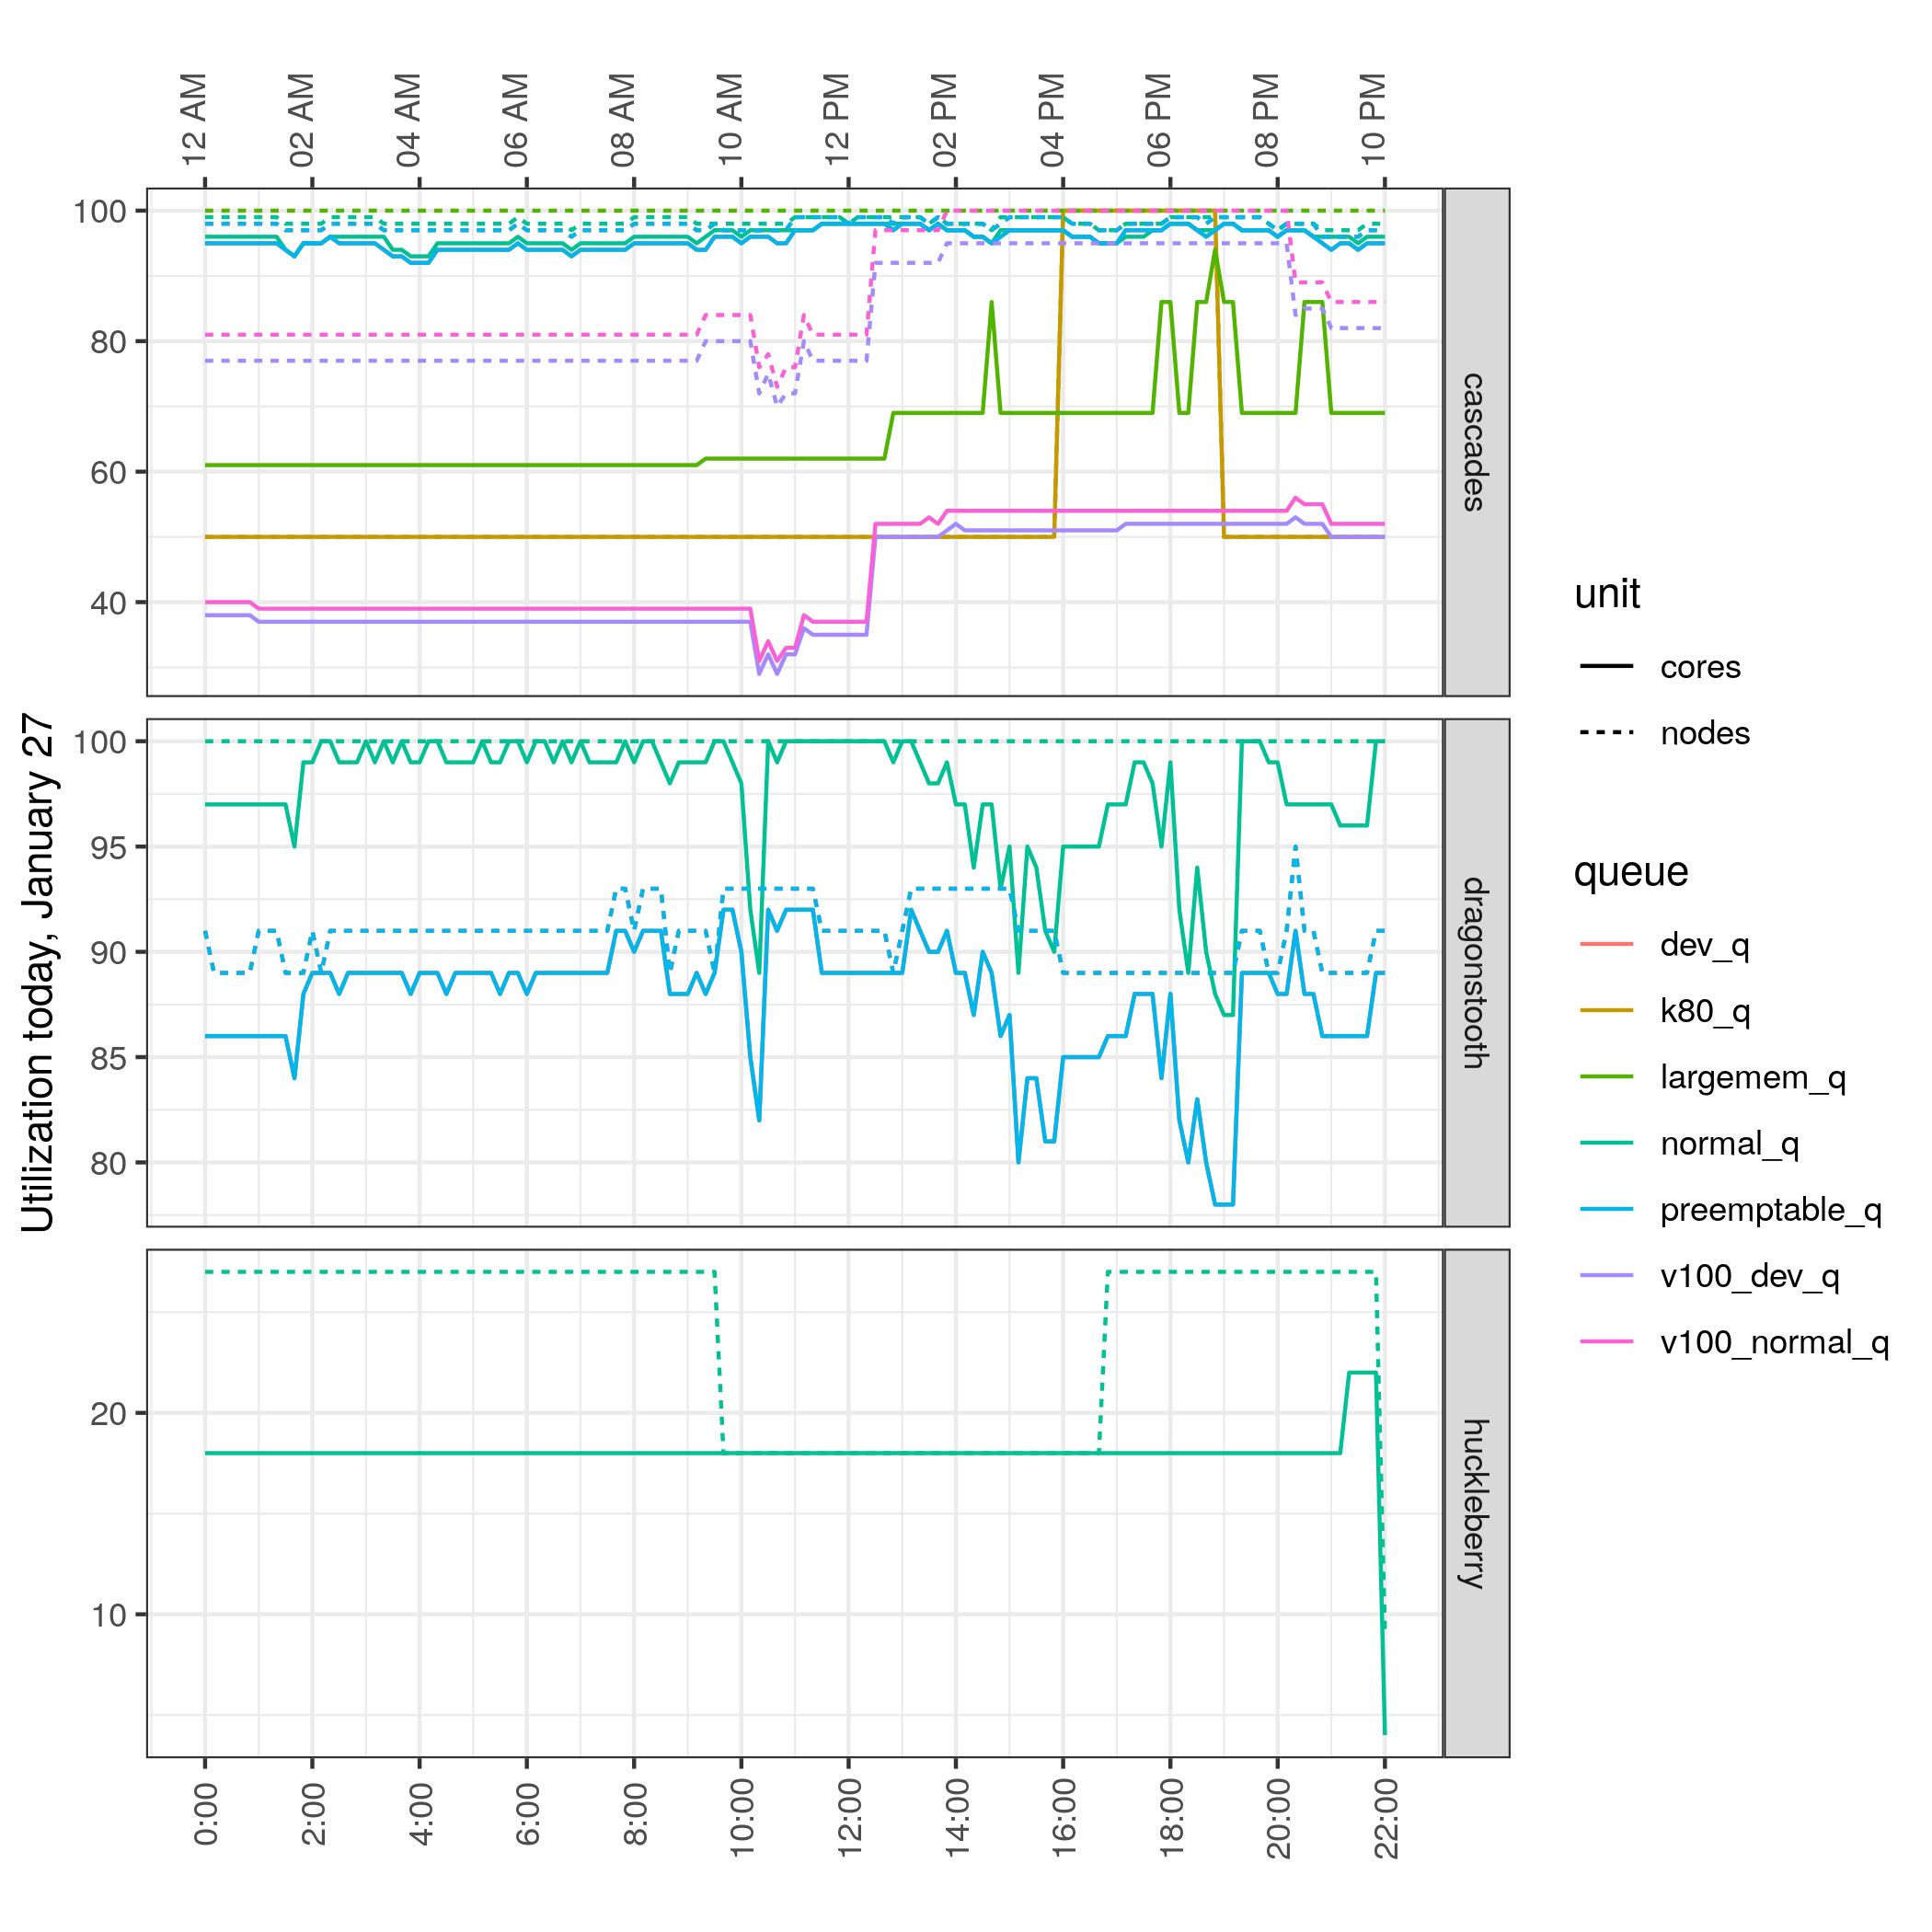 12 AM
02 AM
04 AM
06 AM
08 AM
10 AM
12 PM
02 PM
04 PM
06 PM
08 PM
10 PM
Utilization today, January 27
100
80
60
40
cascades
100
95
90
85
80
dragonstooth
20
10
huckleberry
0:00
2:00
4:00
6:00
8:00
10:00
12:00
14:00
16:00
18:00
20:00
22:00
unit
cores
nodes
queue
dev_q
k80_q
largemem_q
normal_q
preemptable_q
v100_dev_q
v100_normal_q